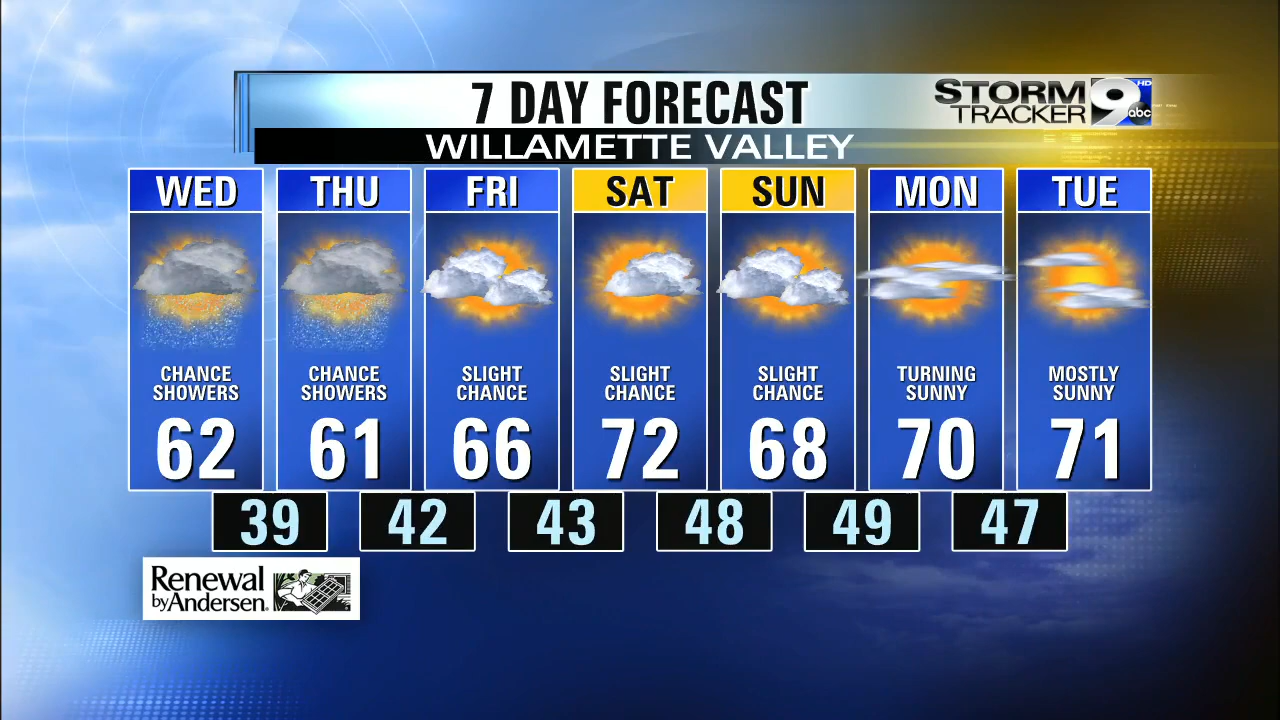 7 DAY FORECAST
WILLAMETTE VALLEY
STORM
TRACKER
9
HD
abc
WED THU FRI SAT SUN MON TUE
CHANCE SHOWERS
CHANCE SHOWERS
SLIGHT CHANCE
SLIGHT CHANCE
SLIGHT CHANCE
TURNING SUNNY
MOSTLY SUNNY
62 61 66 72 68 70 71
39 42 43 48 49 47
Renewal
by Andersen.